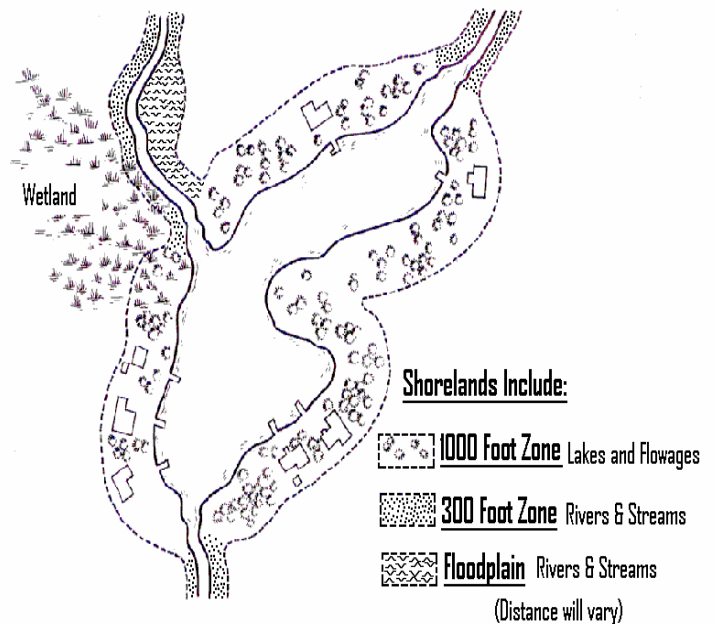 Wetland
Shorelands Include:
1000 Foot Zone Lakes and Flowages
300 Foot Zone Rivers & Streams
Floodplain Rivers & Streams
(Distance will vary)